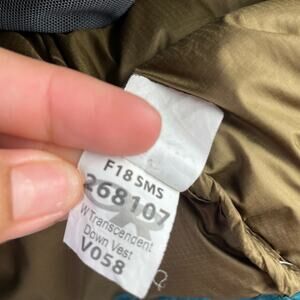 F18 SMS
268107
W Transcendent
Down Vest
V058